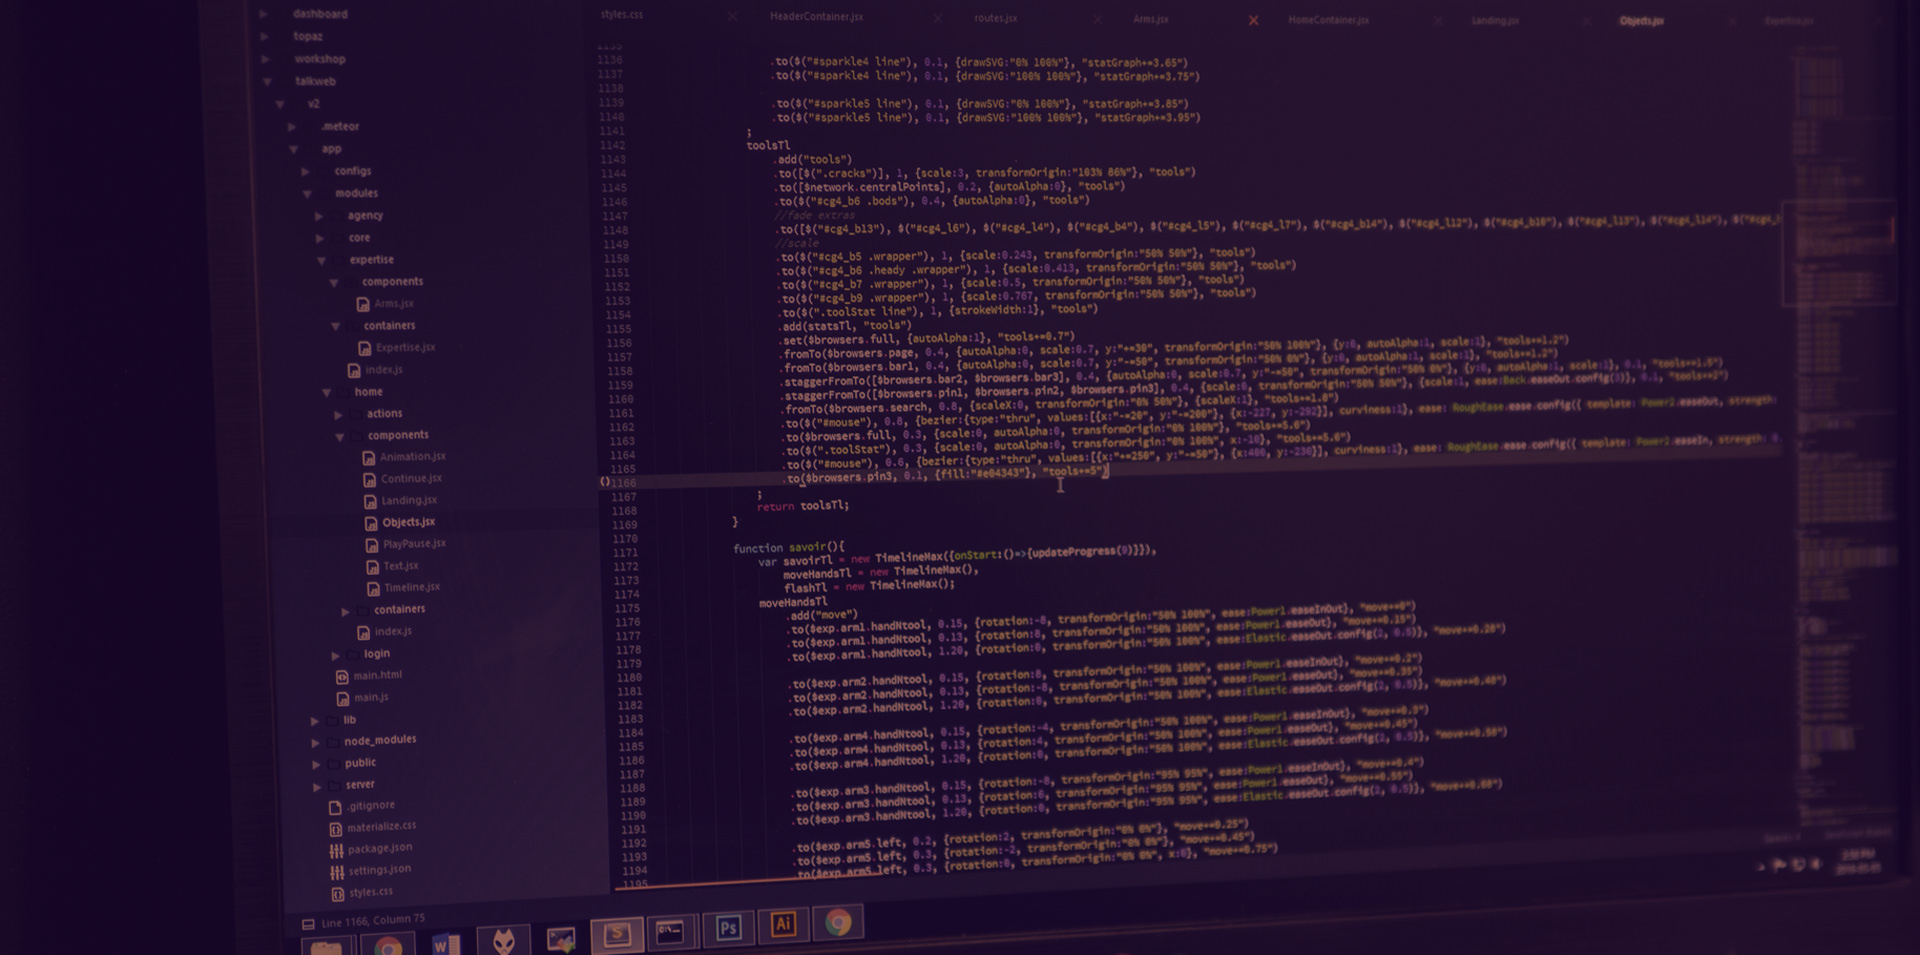 styles.css
HeaderContainer.jsx
routes.jsx
Arms.jsx
HomeContainer.jsx
Landing.jsx
Objects.jsx
Expertise.jsx
dashboard
topaz
workshop
talkweb
v2
.meteor
app
configs
modules
agency
core
expertise
components
Arms.jsx
containers
Expertise.jsx
index.js
home
actions
components
Animation.jsx
Continue.jsx
Landing.jsx
Objects.jsx
PlayPause.jsx
Text.jsx
Timeline.jsx
containers
index.js
login
main.html
main.js
lib
node_modules
public
server
.gitignore
materialize.css
package.json
settings.json
styles.css
1135
1136 .to($("#sparkle4 line"), 0.1, {drawSVG:"0% 100%"}, "statGraph+=3.65")
1137 .to($("#sparkle4 line"), 0.1, {drawSVG:"100% 100%"}, "statGraph+=3.75")
1138
1139 .to($("#sparkle5 line"), 0.1, {drawSVG:"0% 100%"}, "statGraph+=3.85")
1140 .to($("#sparkle5 line"), 0.1, {drawSVG:"100% 100%"}, "statGraph+=3.95")
1141 ;
1142 toolsTl
1143 .add("tools")
1144 .to([$(".cracks")], 1, {scale:3, transformOrigin:"103% 86%"}, "tools")
1145 .to([$network.centralPoints], 0.2, {autoAlpha:0}, "tools")
1146 .to($("#cg4_b6 .bods"), 0.4, {autoAlpha:0}, "tools")
1147 //fade extras
1148 .to([$("#cg4_b13"), $("#cg4_l6"), $("#cg4_l4"), $("#cg4_b4"), $("#cg4_l5"), $("#cg4_l7"), $("#cg4_b14"), $("#cg4_l12"), $("#cg4_b10"), $("#cg4_l13"), $("#cg4_l14"),
1149 //scale
1150 .to($("#cg4_b5 .wrapper"), 1, {scale:0.243, transformOrigin:"50% 50%"}, "tools")
1151 .to($("#cg4_b6 .heady .wrapper"), 1, {scale:0.413, transformOrigin:"50% 50%"}, "tools")
1152 .to($("#cg4_b7 .wrapper"), 1, {scale:0.5, transformOrigin:"50% 50%"}, "tools")
1153 .to($("#cg4_b9 .wrapper"), 1, {scale:0.767, transformOrigin:"50% 50%"}, "tools")
1154 .to($(".toolStat line"), 1, {strokeWidth:1}, "tools")
1155 .add(statsTl, "tools")
1156 .set($browsers.full, {autoAlpha:1}, "tools+=0.7")
1157 .fromTo($browsers.page, 0.4, {autoAlpha:0, scale:0.7, y:"+=30", transformOrigin:"50% 100%"}, {y:0, autoAlpha:1, scale:1}, "tools+=1.2")
1158 .fromTo($browsers.bar1, 0.4, {autoAlpha:0, scale:0.7, y:"-=50", transformOrigin:"50% 0%"}, {y:0, autoAlpha:1, scale:1}, "tools+=1.2")
1159 .staggerFromTo([$browsers.bar2, $browsers.bar3], 0.4, {autoAlpha:0, scale:0.7, y:"-=50", transformOrigin:"50% 0%"}, {y:0, autoAlpha:1, scale:1}, 0.1, "tools+=1.5")
1160 .staggerFromTo([$browsers.pin1, $browsers.pin2, $browsers.pin3], 0.4, {scale:0, transformOrigin:"50% 50%"}, {scale:1, ease:Back.easeOut.config(3)}, 0.1, "tools+=2")
1161 .fromTo($browsers.search, 0.8, {scaleX:0, transformOrigin:"0% 50%"}, {scaleX:1}, "tools+=1.8")
1162 .to($("#mouse"), 0.8, {bezier:{type:"thru", values:[{x:"-=20", y:"-=200"}, {x:-227, y:-202}], curviness:1}, ease: RoughEase.ease.config({ template: Power2.easeOut, strength:
1163 .to($browsers.full, 0.3, {scale:0, autoAlpha:0, transformOrigin:"0% 100%"}, "tools+=5.6")
1164 .to($(".toolStat"), 0.3, {scale:0, autoAlpha:0, transformOrigin:"0% 100%", x:-10}, "tools+=5.6")
1165 .to($("#mouse"), 0.6, {bezier:{type:"thru", values:[{x:"+=250", y:"-=50"}, {x:400, y:-230}], curviness:1}, ease: RoughEase.ease.config({ template: Power2.easeIn, strength:
1166 .to($browsers.pin3, 0.1, {fill:"#e04343"}, "tools+=5")
1167 ;
1168 return toolsTl;
1169 }
1170
1171 function savoir(){
1172 var savoirTl = new TimelineMax({onStart:()=>{updateProgress(9)}}),
1173 moveHandsTl = new TimelineMax(),
1174 flashTl = new TimelineMax();
1175 moveHandsTl
1176 .add("move")
1177 .to($exp.arm1.handNtool, 0.15, {rotation:-8, transformOrigin:"50% 100%", ease:Power1.easeInOut}, "move+=0")
1178 .to($exp.arm1.handNtool, 0.13, {rotation:8, transformOrigin:"50% 100%", ease:Power1.easeOut}, "move+=0.15")
1179 .to($exp.arm1.handNtool, 1.20, {rotation:0, transformOrigin:"50% 100%", ease:Elastic.easeOut.config(2, 0.5)}, "move+=0.28")
1180
1181 .to($exp.arm2.handNtool, 0.15, {rotation:8, transformOrigin:"50% 100%", ease:Power1.easeInOut}, "move+=0.2")
1182 .to($exp.arm2.handNtool, 0.13, {rotation:-8, transformOrigin:"50% 100%", ease:Power1.easeOut}, "move+=0.35")
1183 .to($exp.arm2.handNtool, 1.20, {rotation:0, transformOrigin:"50% 100%", ease:Elastic.easeOut.config(2, 0.5)}, "move+=0.48")
1184
1185 .to($exp.arm4.handNtool, 0.15, {rotation:-4, transformOrigin:"50% 100%", ease:Power1.easeInOut}, "move+=0.3")
1186 .to($exp.arm4.handNtool, 0.13, {rotation:4, transformOrigin:"50% 100%", ease:Power1.easeOut}, "move+=0.45")
1187 .to($exp.arm4.handNtool, 1.20, {rotation:0, transformOrigin:"50% 100%", ease:Elastic.easeOut.config(2, 0.5)}, "move+=0.58")
1188
1189 .to($exp.arm3.handNtool, 0.15, {rotation:-8, transformOrigin:"95% 95%", ease:Power1.easeInOut}, "move+=0.4")
1190 .to($exp.arm3.handNtool, 0.13, {rotation:6, transformOrigin:"95% 95%", ease:Power1.easeOut}, "move+=0.55")
1191 .to($exp.arm3.handNtool, 1.20, {rotation:0, transformOrigin:"95% 95%", ease:Elastic.easeOut.config(2, 0.5)}, "move+=0.68")
1192
1193 .to($exp.arm5.left, 0.2, {rotation:2, transformOrigin:"0% 0%"}, "move+=0.25")
1194 .to($exp.arm5.left, 0.2, {rotation:-2, transformOrigin:"0% 0%"}, "move+=0.45")
1195 .to($exp.arm5.left, 0.3, {rotation:0, transformOrigin:"0% 0%", x:0}, "move+=0.75")
Line 1166, Column 75
W
S
Ps
Ai